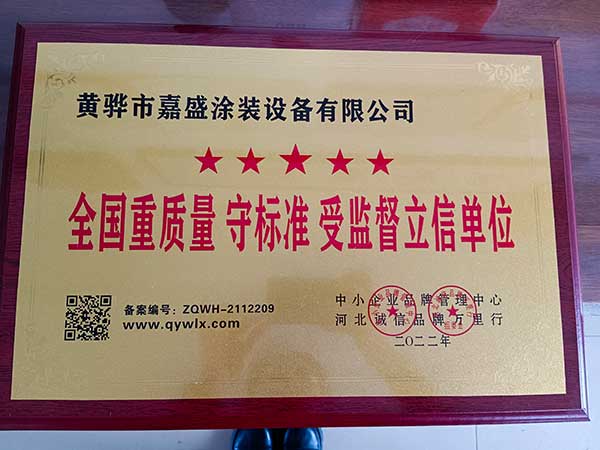 黄骅市嘉盛涂装设备有限公司
全国重质量 守标准 受监督立信单位
备案编号：ZQWH-2112209
www.qywlx.com
中小企业品牌管理中心
河北诚信品牌万里行
二〇二二年